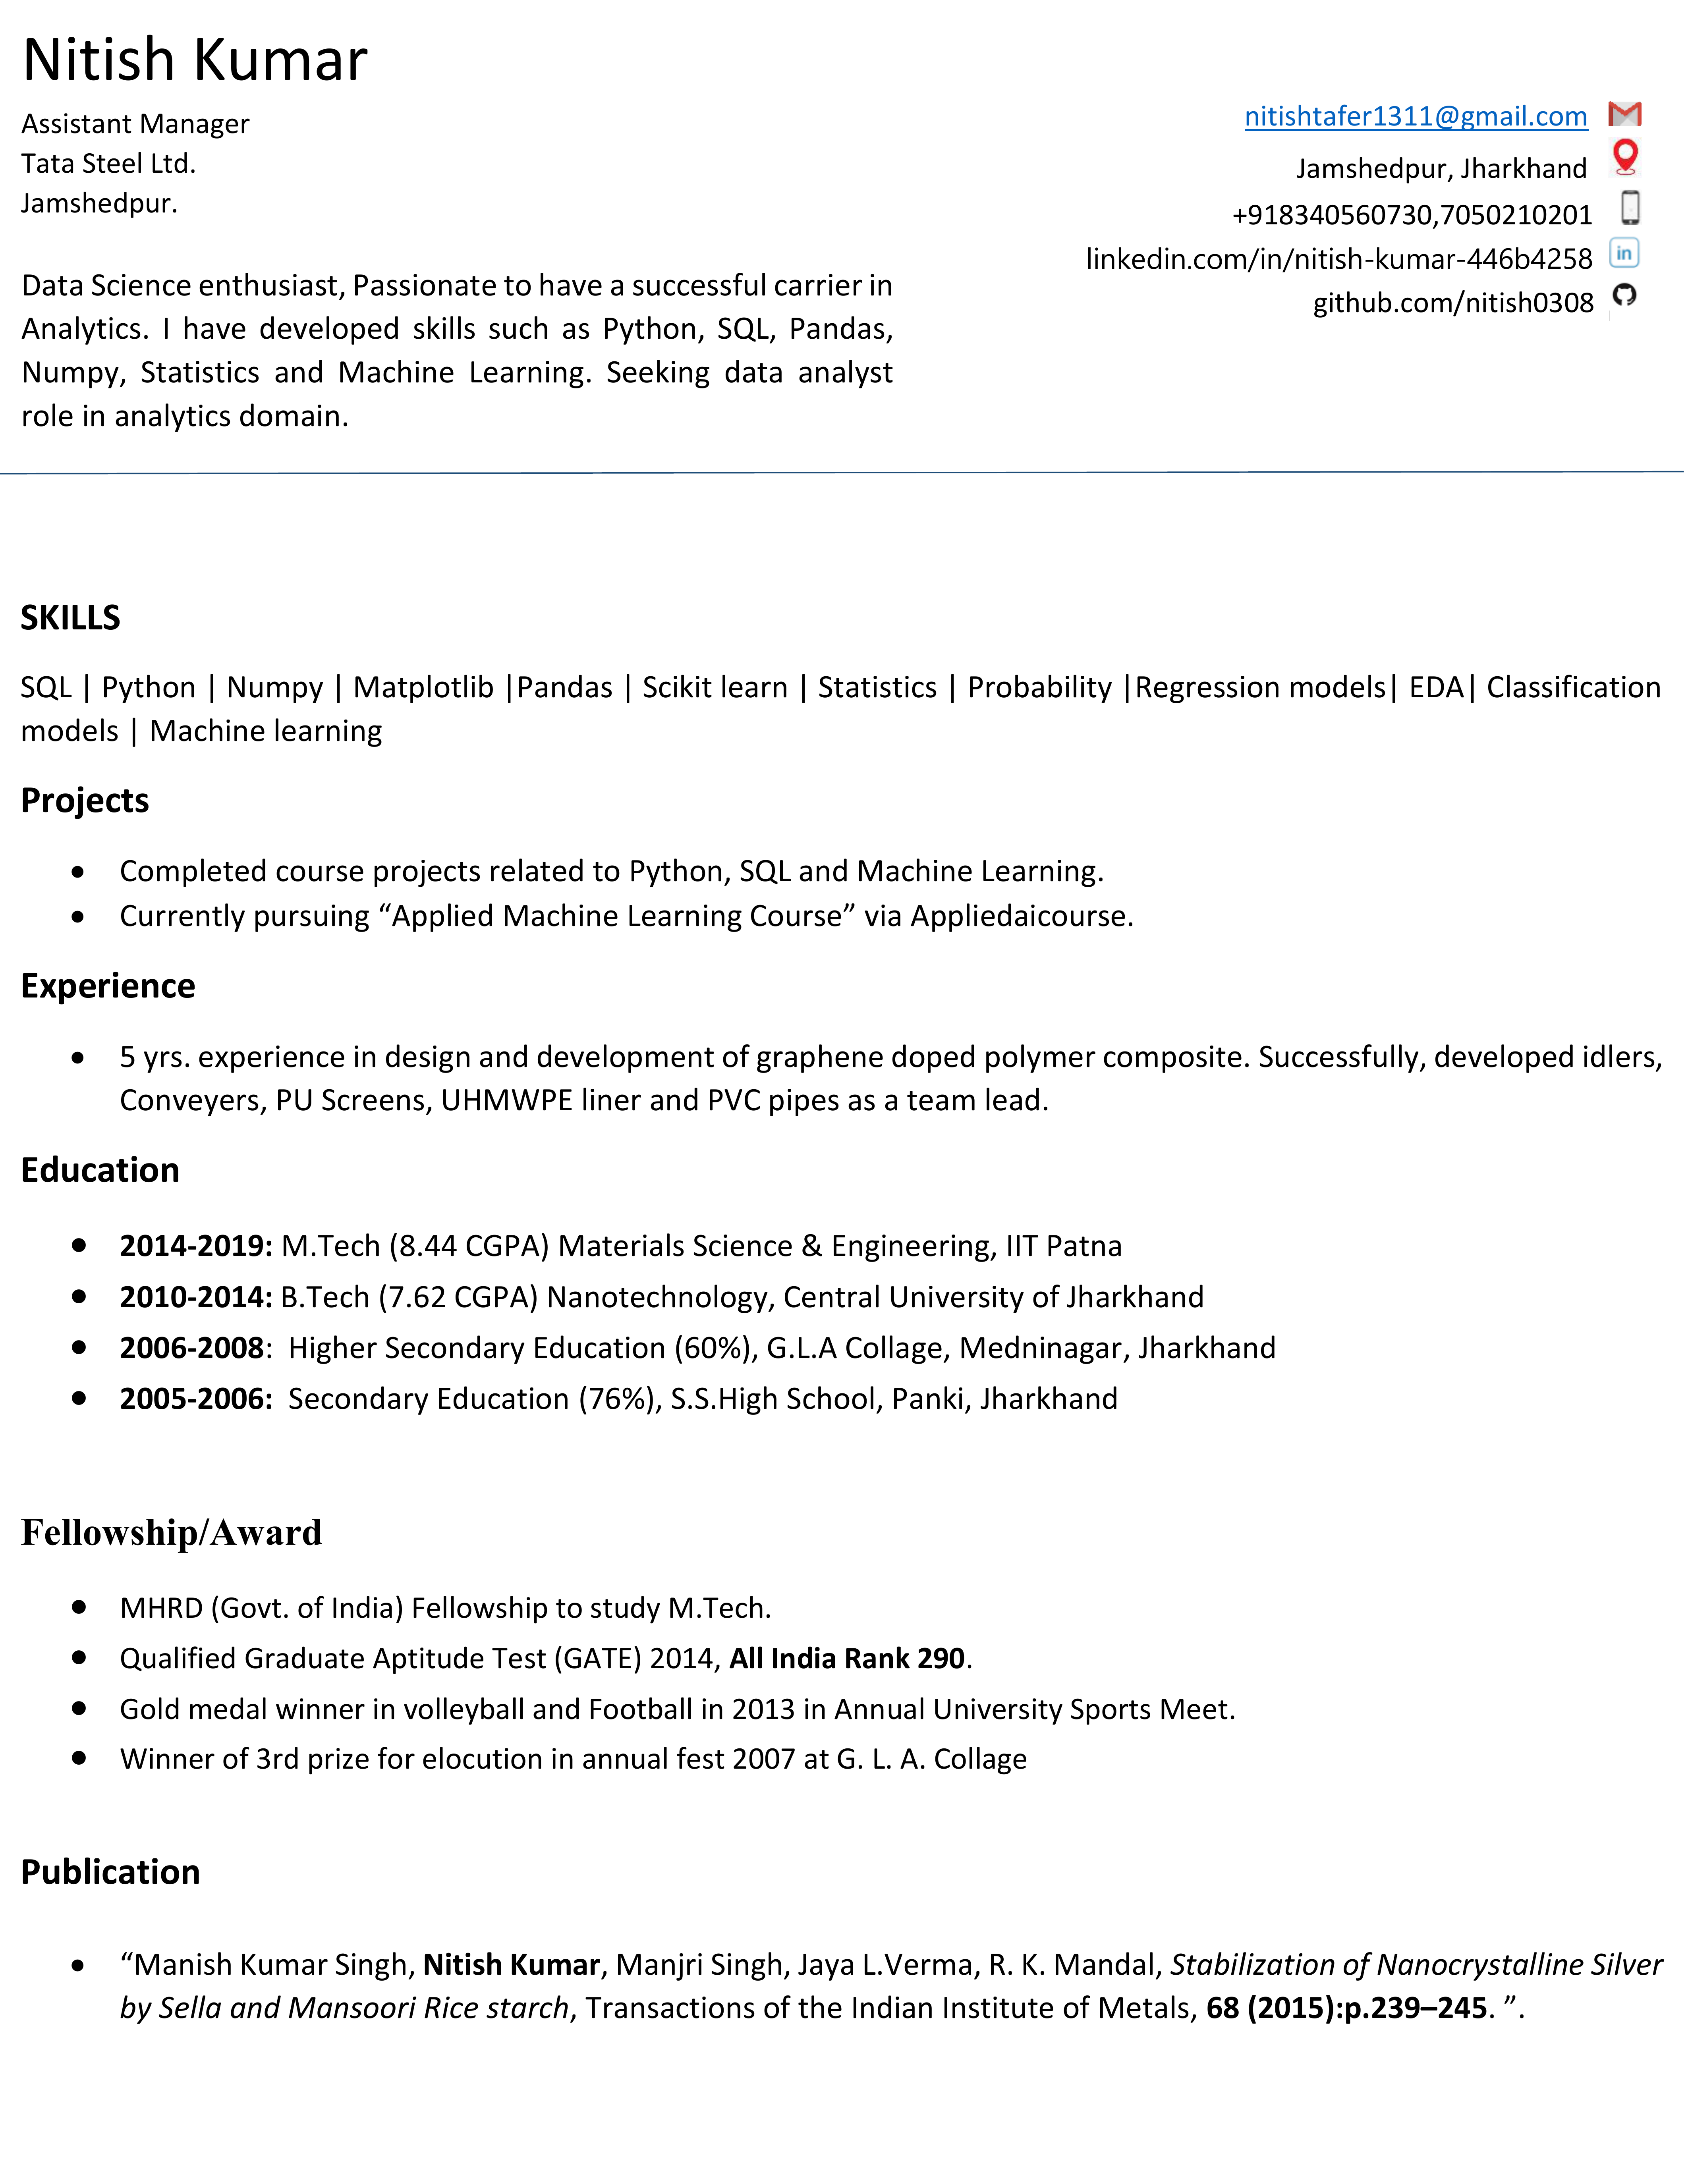 Nitish Kumar
Assistant Manager
Tata Steel Ltd.
Jamshedpur.
nitishtafer1311@gmail.com
Jamshedpur, Jharkhand
+918340560730,7050210201
linkedin.com/in/nitish-kumar-446b4258
github.com/nitish0308
Data Science enthusiast, Passionate to have a successful carrier in
Analytics. I have developed skills such as Python, SQL, Pandas,
Numpy, Statistics and Machine Learning. Seeking data analyst
role in analytics domain.
SKILLS
SQL | Python | Numpy | Matplotlib |Pandas | Scikit learn | Statistics | Probability |Regression models| EDA| Classification
models | Machine learning
Projects
• Completed course projects related to Python, SQL and Machine Learning.
• Currently pursuing “Applied Machine Learning Course” via Appliedaicourse.
Experience
• 5 yrs. experience in design and development of graphene doped polymer composite. Successfully, developed idlers,
Conveyers, PU Screens, UHMWPE liner and PVC pipes as a team lead.
Education
• 2014-2019: M.Tech (8.44 CGPA) Materials Science & Engineering, IIT Patna
• 2010-2014: B.Tech (7.62 CGPA) Nanotechnology, Central University of Jharkhand
• 2006-2008: Higher Secondary Education (60%), G.L.A Collage, Medninagar, Jharkhand
• 2005-2006: Secondary Education (76%), S.S.High School, Panki, Jharkhand
Fellowship/Award
• MHRD (Govt. of India) Fellowship to study M.Tech.
• Qualified Graduate Aptitude Test (GATE) 2014, All India Rank 290.
• Gold medal winner in volleyball and Football in 2013 in Annual University Sports Meet.
• Winner of 3rd prize for elocution in annual fest 2007 at G. L. A. Collage
Publication
• “Manish Kumar Singh, Nitish Kumar, Manjri Singh, Jaya L.Verma, R. K. Mandal, Stabilization of Nanocrystalline Silver
by Sella and Mansoori Rice starch, Transactions of the Indian Institute of Metals, 68 (2015):p.239–245. ”.